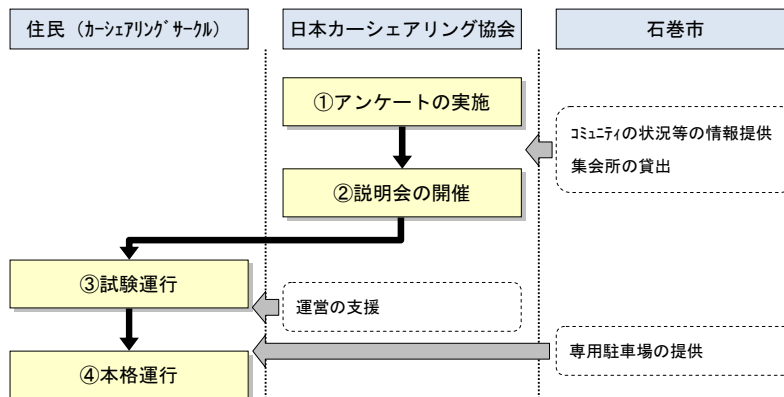 住民（ｶｰｼｪｱﾘﾝｸﾞｻｰｸﾙ）
日本カーシェアリング協会
石巻市
①アンケートの実施
ｺﾐｭﾆﾃｨの状況等の情報提供
集会所の貸出
②説明会の開催
③試験運行
運営の支援
④本格運行
専用駐車場の提供